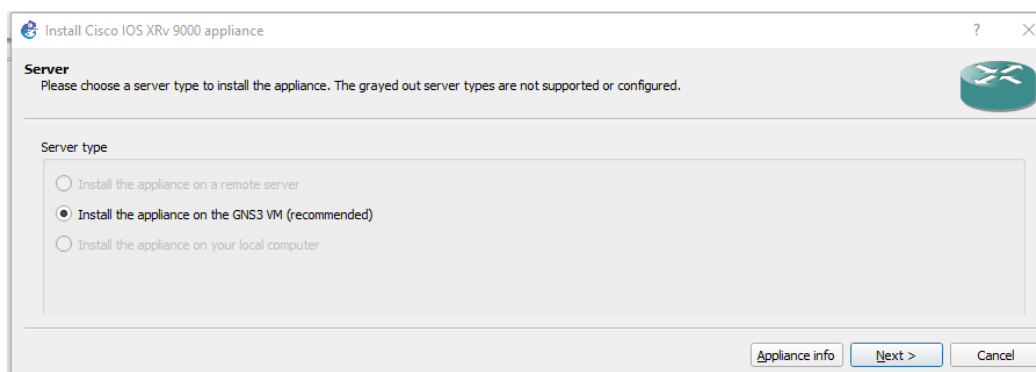 Install Cisco IOS XRv 9000 appliance
?
Server
Please choose a server type to install the appliance. The grayed out server types are not supported or configured.
Server type
Install the appliance on a remote server
Install the appliance on the GNS3 VM (recommended)
Install the appliance on your local computer
Appliance info Next > Cancel